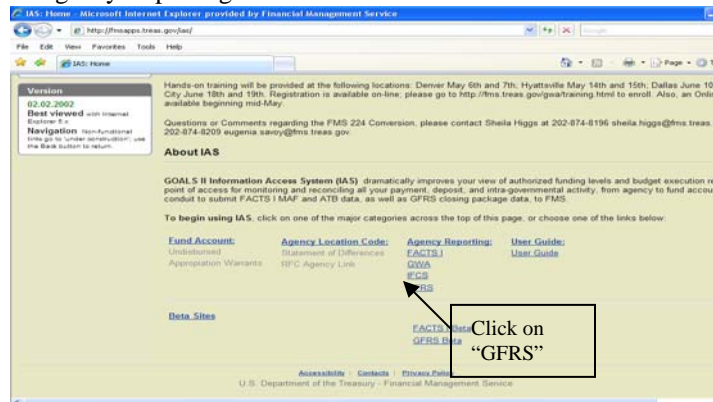 IAS: Home - Microsoft Internet Explorer provided by Financial Management Service
http://fmsapps.treas.gov/ias/
File Edit View Favorites Tools Help
IAS: Home
Page
Version
02.02.2002
Best viewed with Internet
Explorer 5.x
Navigation Non-functional
links go to "under construction", use
the Back button to return.
Hands-on training will be provided at the following locations: Denver May 6th and 7th, Hyattsville May 14th and 15th; Dallas June 10
City June 18th and 19th. Registration is available on-line; please go to http://fms.treas.gov/gwa/training.html to enroll. Also, an Onlin
available beginning mid-May.
Questions or Comments regarding the FMS 224 Conversion, please contact Sheila Higgs at 202-874-8196 sheila.higgs@fms.treas.
202-874-8209 eugenia savoy@fms.treas.gov.
About IAS
GOALS II Information Access System (IAS) dramatically improves your view of authorized funding levels and budget execution re
point of access for monitoring and reconciling all your payment, deposit, and intra-governmental activity, from agency to fund accou
conduit to submit FACTS I MAF and ATB data, as well as GFRS closing package data, to FMS.
To begin using IAS, click on one of the major categories across the top of this page, or choose one of the links below:
Fund Account: Agency Location Code: Agency Reporting: User Guide:
Undisbursed Statement of Differences FACTS I User Guide
Appropriation Warrants RFC Agency Link GWA
IFCS
Beta Sites
FACTS I Beta
GFRS Beta
Click on
“GFRS”
Accessibility | Contacts | Privacy Policy
U.S. Department of the Treasury - Financial Management Service